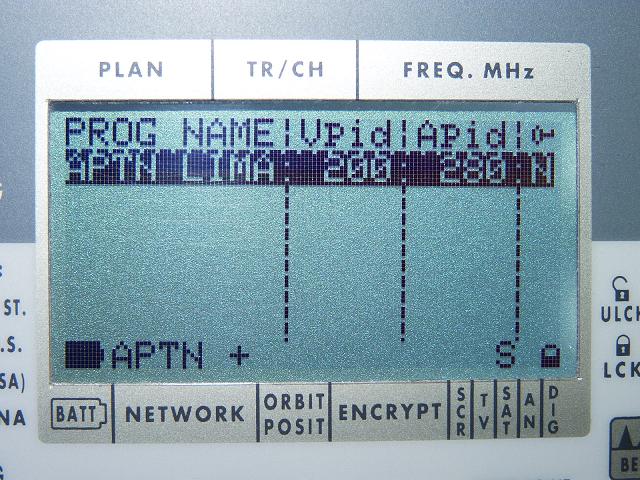 PLAN TR/CH FREQ. MHz
PROG NAME Vpid Apid
APTN LIMA 200 280 N
APTN + S
BATT NETWORK ORBIT POSIT ENCRYPT SCR TV SAT AN DIG
ST.
.S.
SA)
NA
ULCK
LCK
BE